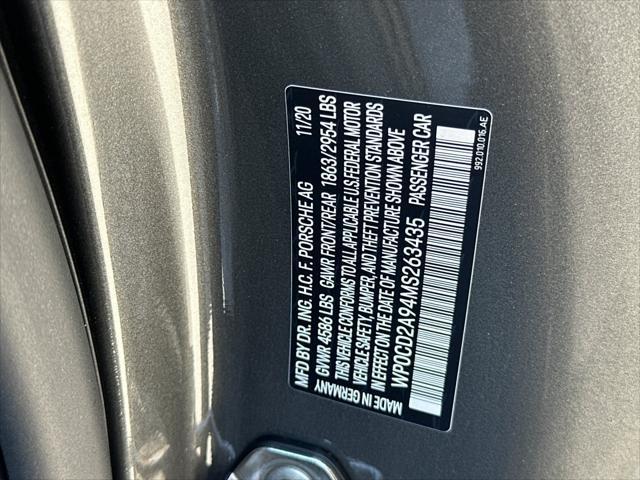 MFD BY DR. ING. H.C. F. PORSCHE AG 11/20
GVWR 4586 LBS GAWR FRONT/REAR 1863/2954 LBS
THIS VEHICLE CONFORMS TO ALL APPLICABLE U.S. FEDERAL MOTOR
VEHICLE SAFETY, BUMPER, AND THEFT PREVENTION STANDARDS
IN EFFECT ON THE DATE OF MANUFACTURE SHOWN ABOVE
MADE IN GERMANY
WP0CD2A94MS263435 PASSENGER CAR
992.010.016.AE